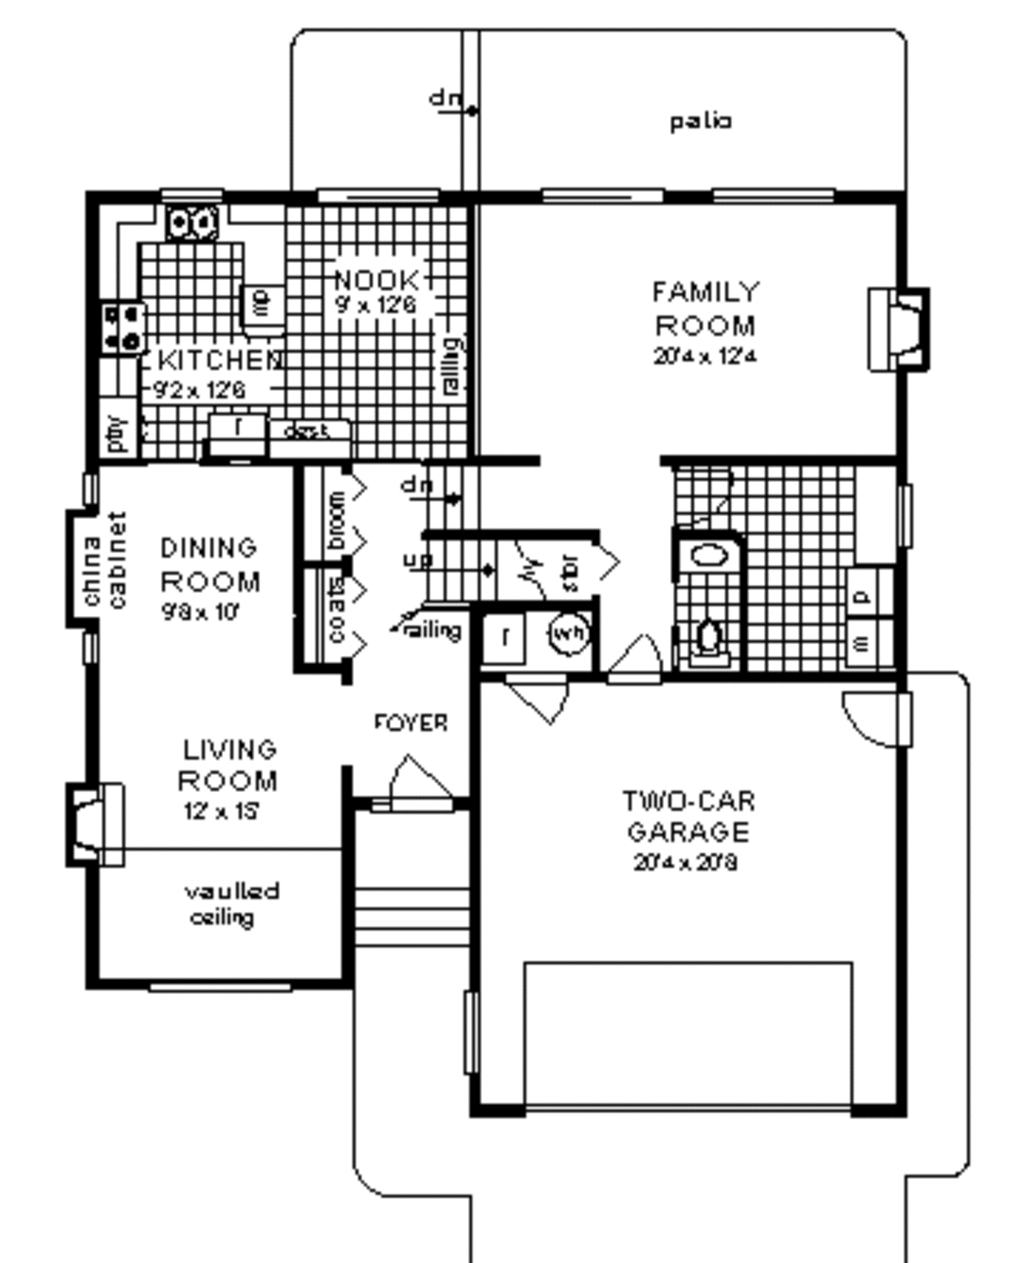 dn
patio
NOOK
9' x 12'6
FAMILY
ROOM
20'4 x 12'4
dw
railing
KITCHEN
9'2 x 12'6
ptry
r
desk
dn
broom
china
cabinet
DINING
ROOM
9'8 x 10'
up
stor
coats
railing
f
wh
d
w
FOYER
LIVING
ROOM
12' x 15'
TWO-CAR
GARAGE
20'4 x 20'8
vaulled
ceiling